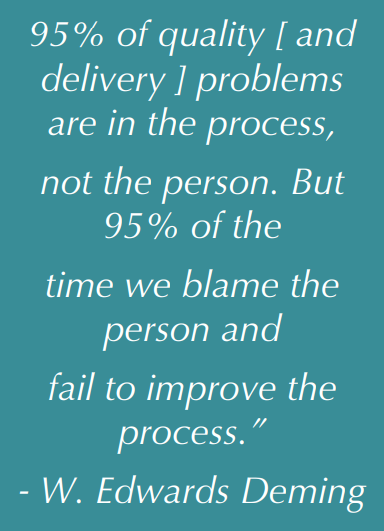 95% of quality [ and
delivery ] problems
are in the process,
not the person. But
95% of the
time we blame the
person and
fail to improve the
process.”
- W. Edwards Deming